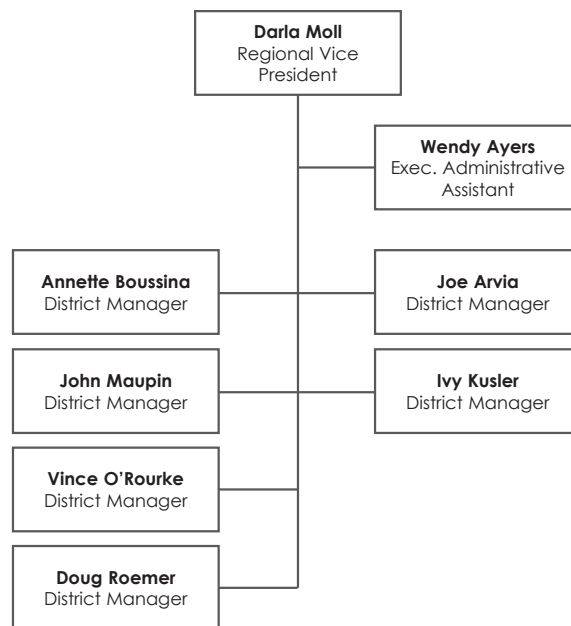 Darla Moll
Regional Vice
President
Wendy Ayers
Exec. Administrative
Assistant
Annette Boussina
District Manager
Joe Arvia
District Manager
John Maupin
District Manager
Ivy Kusler
District Manager
Vince O’Rourke
District Manager
Doug Roemer
District Manager